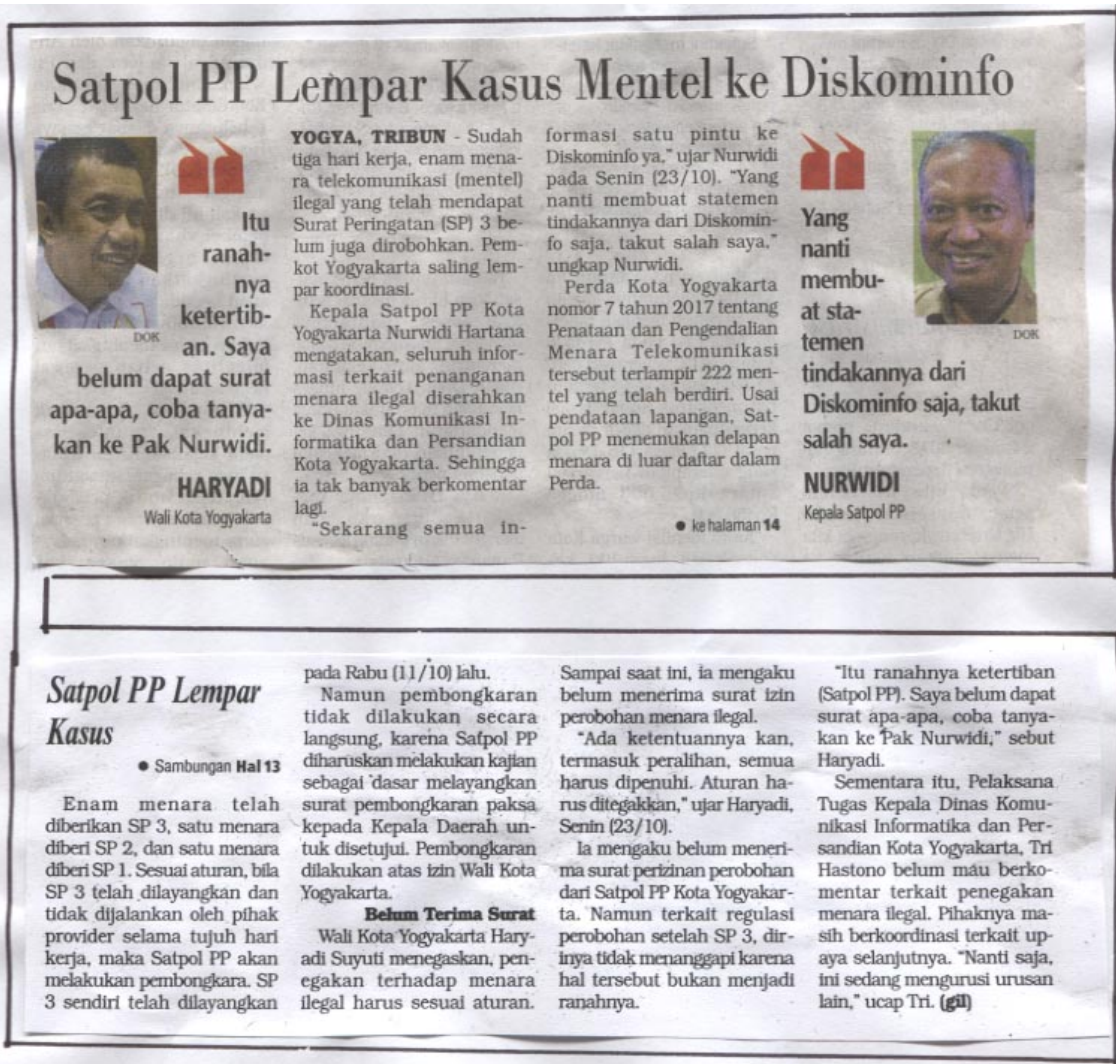 Satpol PP Lempar Kasus Mentel ke Diskominfo
DOK
Itu
ranah-
nya
ketertib-
an. Saya
belum dapat surat
apa-apa, coba tanya-
kan ke Pak Nurwidi.
HARYADI
Wali Kota Yogyakarta
YOGYA, TRIBUN - Sudah
tiga hari kerja, enam mena-
ra telekomunikasi (mentel)
ilegal yang telah mendapat
Surat Peringatan (SP) 3 be-
lum juga dirobohkan. Pem-
kot Yogyakarta saling lem-
par koordinasi.
Kepala Satpol PP Kota
Yogyakarta Nurwidi Hartana
mengatakan, seluruh infor-
masi terkait penanganan
menara ilegal diserahkan
ke Dinas Komunikasi In-
formatika dan Persandian
Kota Yogyakarta. Sehingga
ia tak banyak berkomentar
lagi.
"Sekarang semua in-
formasi satu pintu ke
Diskominfo ya," ujar Nurwidi
pada Senin (23/10). "Yang
nanti membuat statemen
tindakannya dari Diskomin-
fo saja, takut salah saya,"
ungkap Nurwidi.
Perda Kota Yogyakarta
nomor 7 tahun 2017 tentang
Penataan dan Pengendalian
Menara Telekomunikasi
tersebut terlampir 222 men-
tel yang telah berdiri. Usai
pendataan lapangan, Sat-
pol PP menemukan delapan
menara di luar daftar dalam
Perda.
● ke halaman 14
Yang
nanti
membu-
at sta-
temen
tindakannya dari
Diskominfo saja, takut
salah saya.
NURWIDI
Kepala Satpol PP
DOK
Satpol PP Lempar
Kasus
● Sambungan Hal 13
Enam menara telah
diberikan SP 3, satu menara
diberi SP 2, dan satu menara
diberi SP 1. Sesuai aturan, bila
SP 3 telah dilayangkan dan
tidak dijalankan oleh pihak
provider selama tujuh hari
kerja, maka Satpol PP akan
melakukan pembongkara. SP
3 sendiri telah dilayangkan
pada Rabu (11/10) lalu.
Namun pembongkaran
tidak dilakukan secara
langsung, karena Satpol PP
diharuskan melakukan kajian
sebagai dasar melayangkan
surat pembongkaran paksa
kepada Kepala Daerah un-
tuk disetujui. Pembongkaran
dilakukan atas izin Wali Kota
Yogyakarta.
Belum Terima Surat
Wali Kota Yogyakarta Hary-
adi Suyuti menegaskan, pen-
egakan terhadap menara
ilegal harus sesuai aturan.
Sampai saat ini, ia mengaku
belum menerima surat izin
perobohan menara ilegal.
"Ada ketentuannya kan,
termasuk peralihan, semua
harus dipenuhi. Aturan ha-
rus ditegakkan," ujar Haryadi,
Senin (23/10).
Ia mengaku belum meneri-
ma surat perizinan perobohan
dari Satpol PP Kota Yogyakar-
ta. Namun terkait regulasi
perobohan setelah SP 3, dir-
inya tidak menanggapi karena
hal tersebut bukan menjadi
ranahnya.
"Itu ranahnya ketertiban
(Satpol PP). Saya belum dapat
surat apa-apa, coba tanya-
kan ke Pak Nurwidi," sebut
Haryadi.
Sementara itu, Pelaksana
Tugas Kepala Dinas Komu-
nikasi Informatika dan Per-
sandian Kota Yogyakarta, Tri
Hastono belum mau berko-
mentar terkait penegakan
menara ilegal. Pihaknya ma-
sih berkoordinasi terkait up-
aya selanjutnya. "Nanti saja,
ini sedang mengurusi urusan
lain," ucap Tri. (gil)